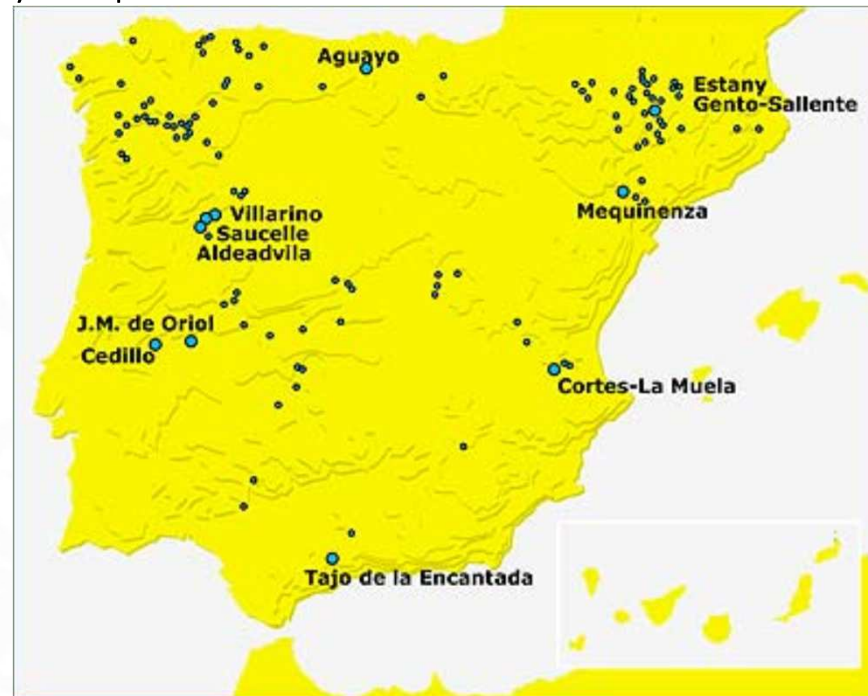 Aguayo
Estany
Gento-Sallente
Mequinenza
Villarino
Saucelle
Aldeadvila
J.M. de Oriol
Cedillo
Cortes-La Muela
Tajo de la Encantada